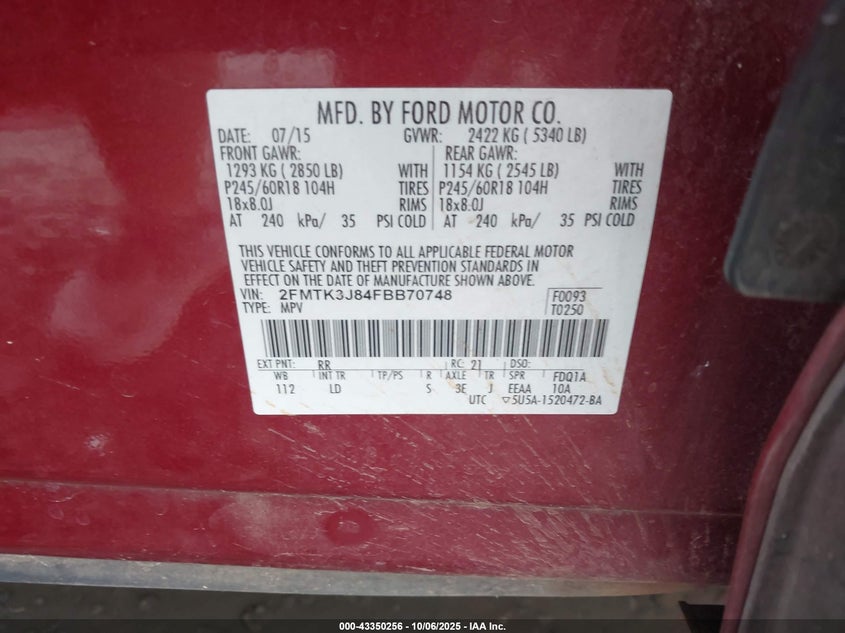 MFD. BY FORD MOTOR CO.
DATE: 07/15 GVWR: 2422 KG ( 5340 LB)
FRONT GAWR: REAR GAWR:
1293 KG ( 2850 LB) WITH 1154 KG ( 2545 LB) WITH
P245/60R18 104H TIRES P245/60R18 104H TIRES
18x8.0J RIMS 18x8.0J RIMS
AT 240 kPa/ 35 PSI COLD AT 240 kPa/ 35 PSI COLD
THIS VEHICLE CONFORMS TO ALL APPLICABLE FEDERAL MOTOR
VEHICLE SAFETY AND THEFT PREVENTION STANDARDS IN
EFFECT ON THE DATE OF MANUFACTURE SHOWN ABOVE.
VIN: 2FMTK3J84FBB70748 F0093
TYPE: MPV T0250
EXT PNT: RR RC: 21 DSO:
WB INT TR TP/PS R AXLE TR SPR FDQ1A
112 LD S 3E J EEAA 10A
UTC ▽5U5A-1520472-BA
000-43350256 - 10/06/2025 - IAA Inc.